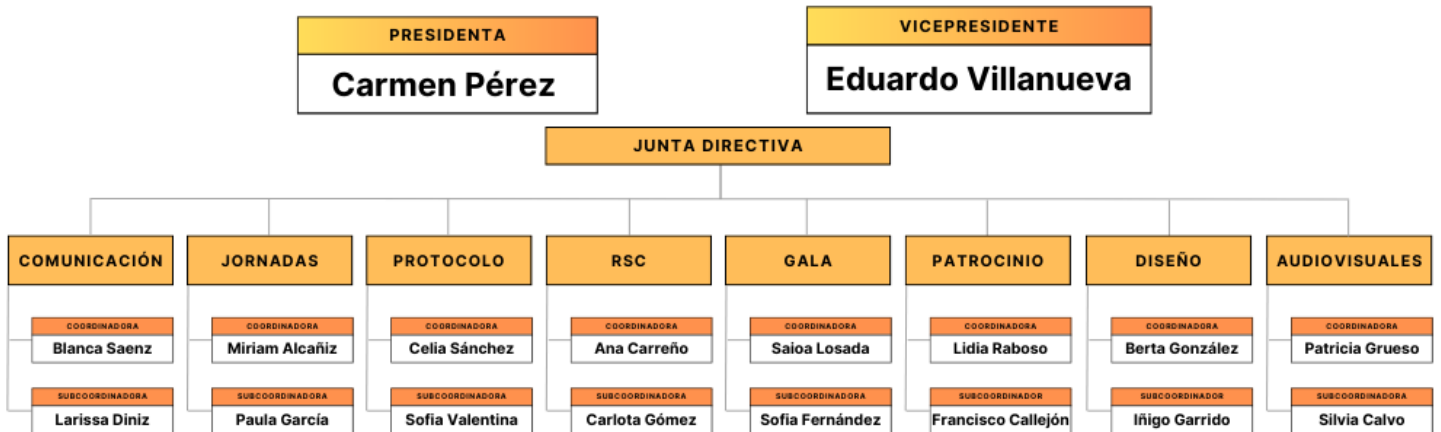 PRESIDENTA
Carmen Pérez
VICEPRESIDENTE
Eduardo Villanueva
JUNTA DIRECTIVA
COMUNICACIÓN
JORNADAS
PROTOCOLO
RSC
GALA
PATROCINIO
DISEÑO
AUDIOVISUALES
COORDINADORA
Blanca Saenz
COORDINADORA
Miriam Alcañiz
COORDINADORA
Celia Sánchez
COORDINADORA
Ana Carreño
COORDINADORA
Saioa Losada
COORDINADORA
Lidia Raboso
COORDINADORA
Berta González
COORDINADORA
Patricia Grueso
SUBCOORDINADORA
Larissa Diniz
SUBCOORDINADORA
Paula García
SUBCOORDINADORA
Sofia Valentina
SUBCOORDINADORA
Carlota Gómez
SUBCOORDINADORA
Sofia Fernández
SUBCOORDINADOR
Francisco Callejón
SUBCOORDINADOR
Iñigo Garrido
SUBCOORDINADORA
Silvia Calvo